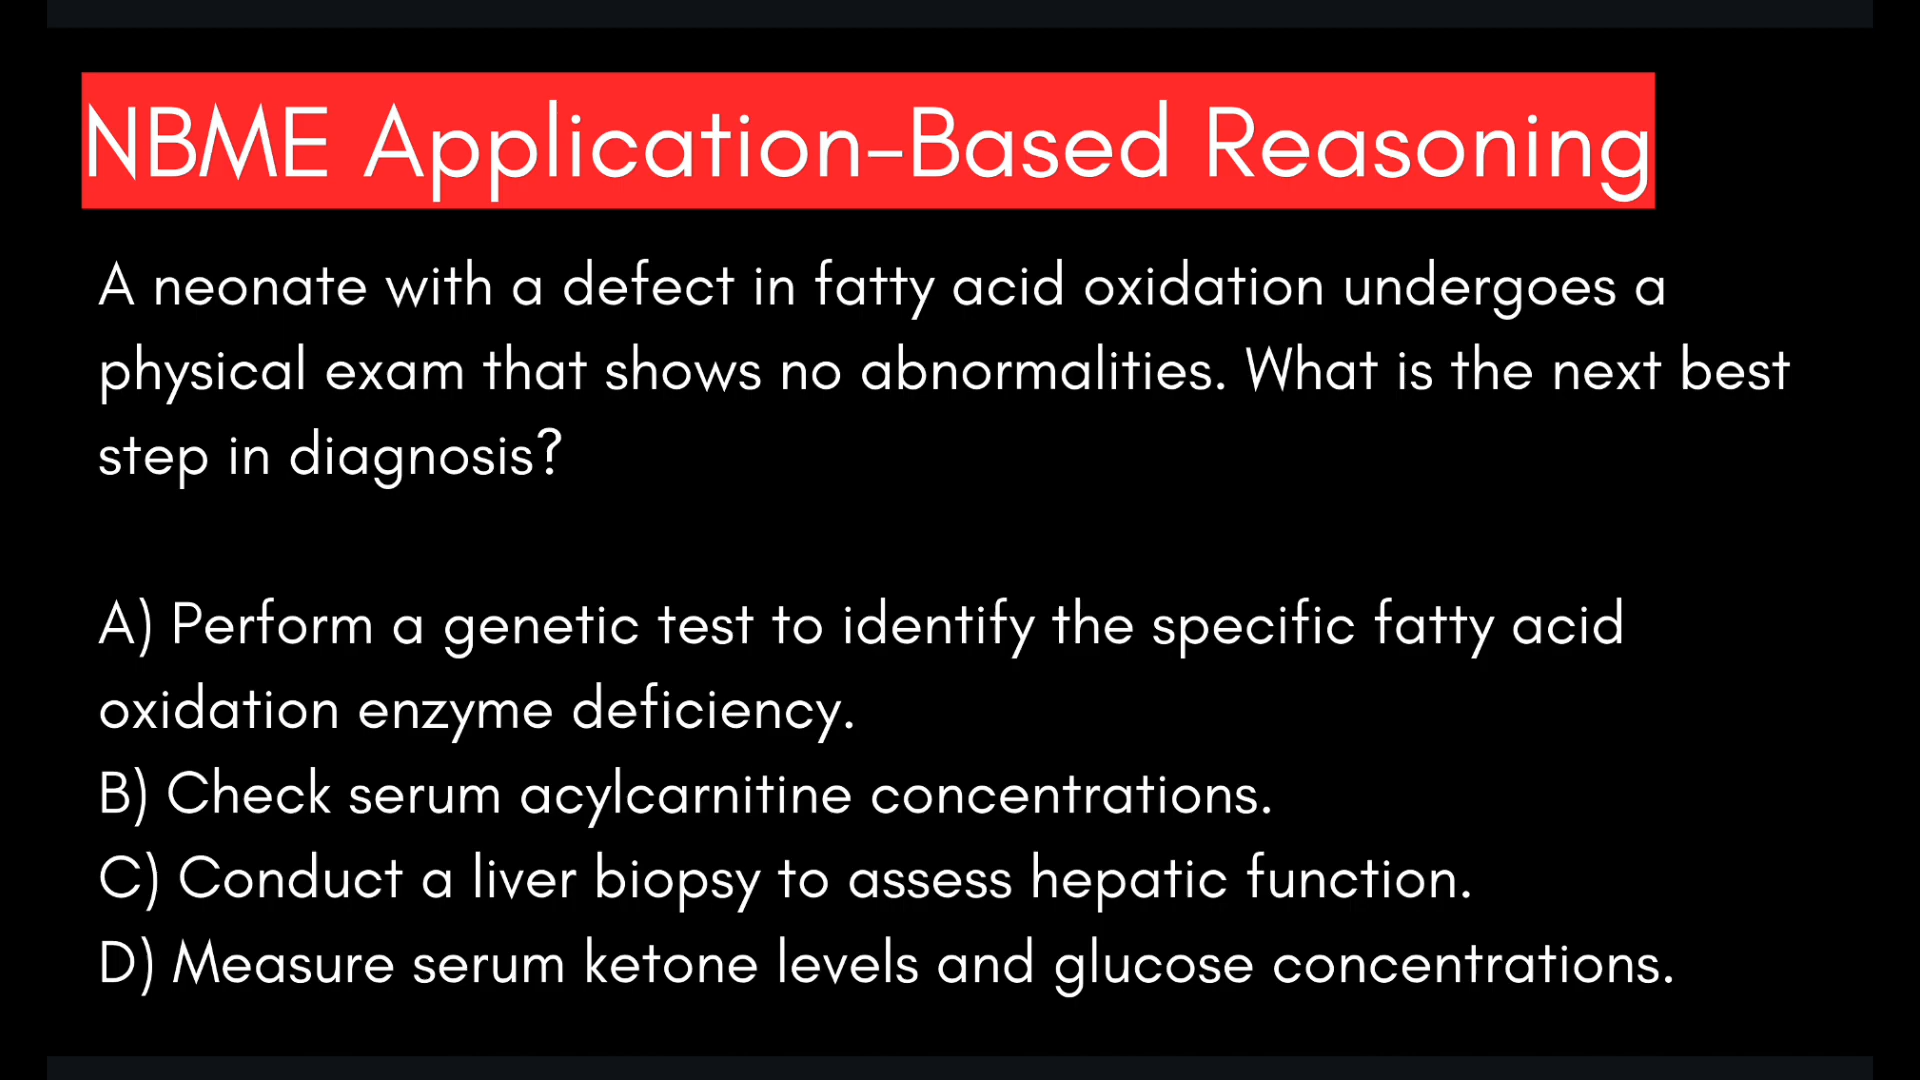 NBME Application-Based Reasoning
A neonate with a defect in fatty acid oxidation undergoes a
physical exam that shows no abnormalities. What is the next best
step in diagnosis?
A) Perform a genetic test to identify the specific fatty acid
oxidation enzyme deficiency.
B) Check serum acylcarnitine concentrations.
C) Conduct a liver biopsy to assess hepatic function.
D) Measure serum ketone levels and glucose concentrations.